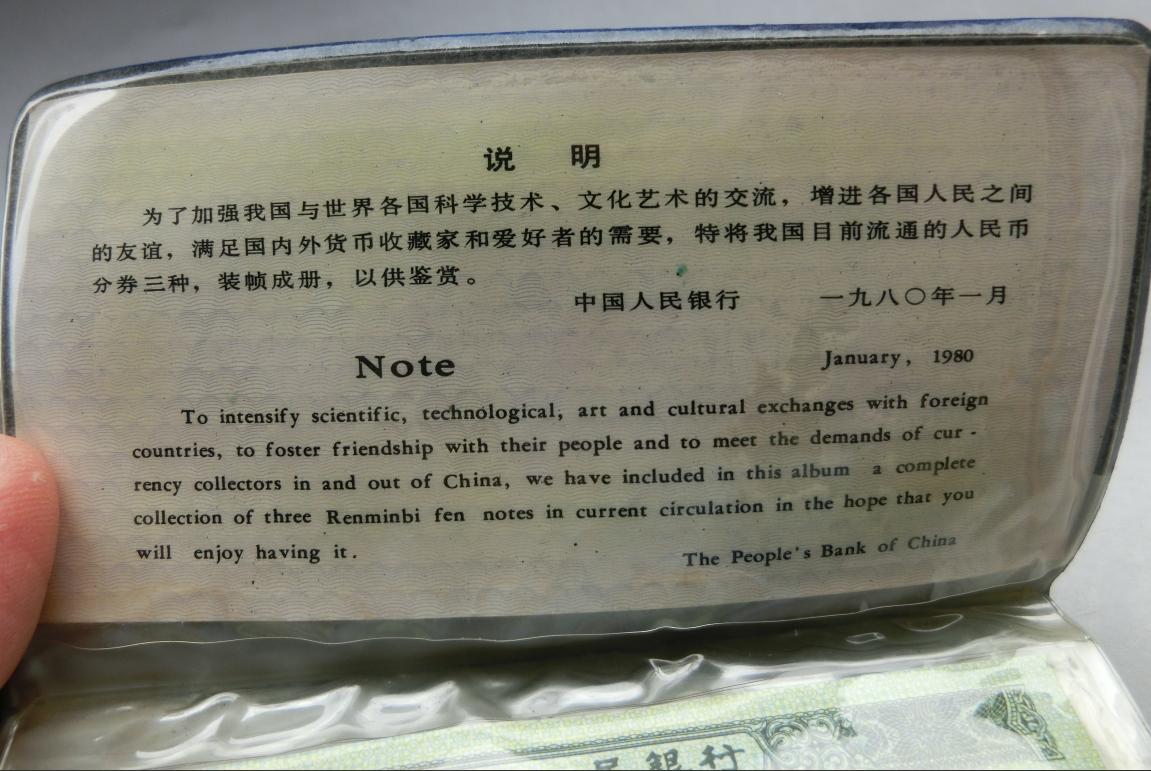 说 明
为了加强我国与世界各国科学技术、文化艺术的交流，增进各国人民之间
的友谊，满足国内外货币收藏家和爱好者的需要，特将我国目前流通的人民币
分券三种，装帧成册，以供鉴赏。
中国人民银行 一九八〇年一月
Note
January, 1980
To intensify scientific, technological, art and cultural exchanges with foreign
countries, to foster friendship with their people and to meet the demands of cur-
rency collectors in and out of China, we have included in this album a complete
collection of three Renminbi fen notes in current circulation in the hope that you
will enjoy having it.
The People's Bank of China
银行